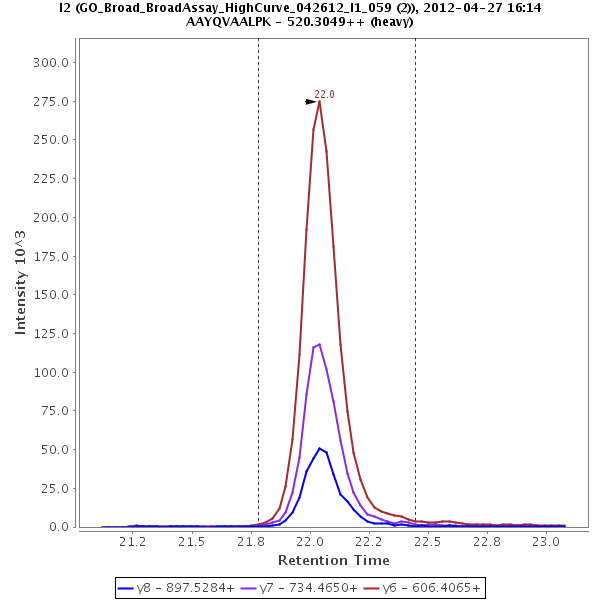 I2 (GO_Broad_BroadAssay_HighCurve_042612_I1_059 (2)), 2012-04-27 16:14
AAYQVAALPK - 520.3049++ (heavy)
22.0
300.0
275.0
250.0
225.0
200.0
175.0
150.0
125.0
100.0
75.0
50.0
25.0
0.0
Intensity 10^3
21.2 21.5 21.8 22.0 22.2 22.5 22.8 23.0
Retention Time
y8 - 897.5284+ y7 - 734.4650+ y6 - 606.4065+